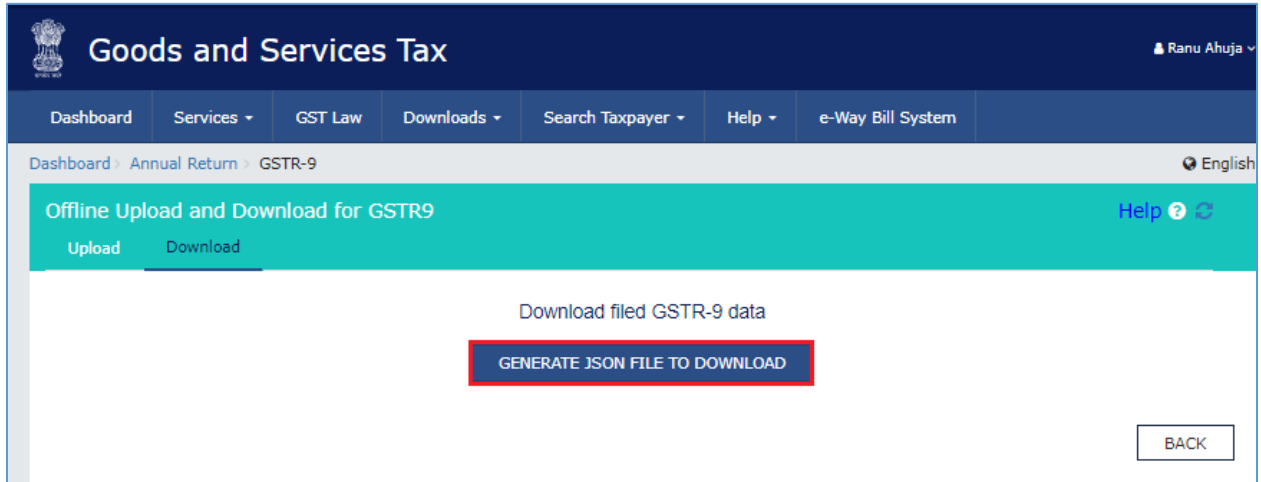 Goods and Services Tax
Ranu Ahuja
Dashboard Services GST Law Downloads Search Taxpayer Help e-Way Bill System
Dashboard > Annual Return > GSTR-9 English
Offline Upload and Download for GSTR9 Help ?
Upload Download
Download filed GSTR-9 data
GENERATE JSON FILE TO DOWNLOAD
BACK